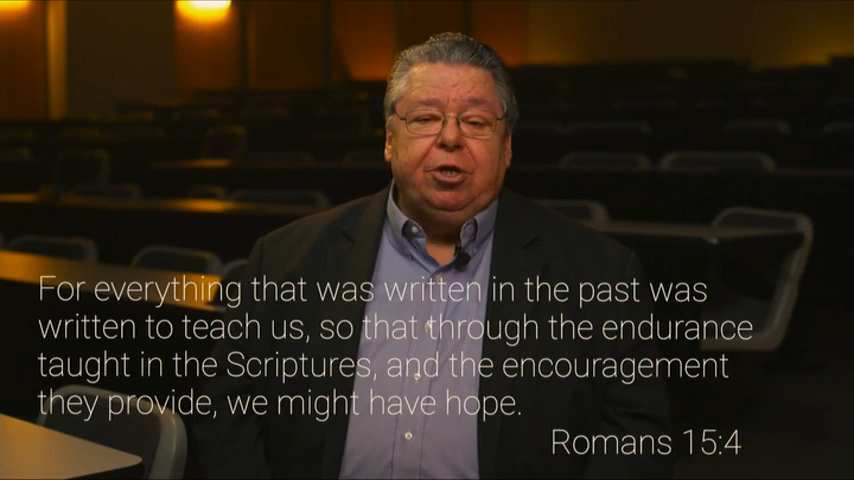 For everything that was written in the past was
written to teach us, so that through the endurance
taught in the Scriptures, and the encouragement
they provide, we might have hope.
Romans 15:4